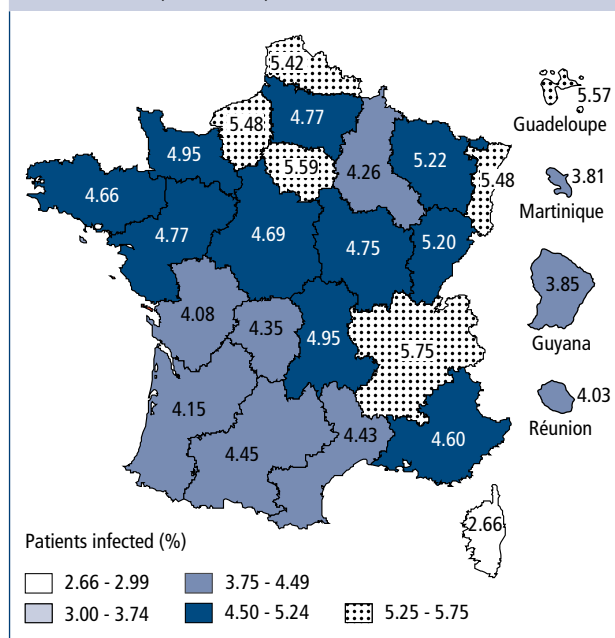 5.42
5.57
Guadeloupe
5.48
4.77
4.95
5.59
4.26
5.22
5.48
3.81
Martinique
4.66
4.77
4.69
4.75
5.20
3.85
Guyana
4.08
4.35
4.95
5.75
4.03
Réunion
4.15
4.45
4.43
4.60
2.66
Patients infected (%)
2.66 - 2.99
3.75 - 4.49
3.00 - 3.74
4.50 - 5.24
5.25 - 5.75